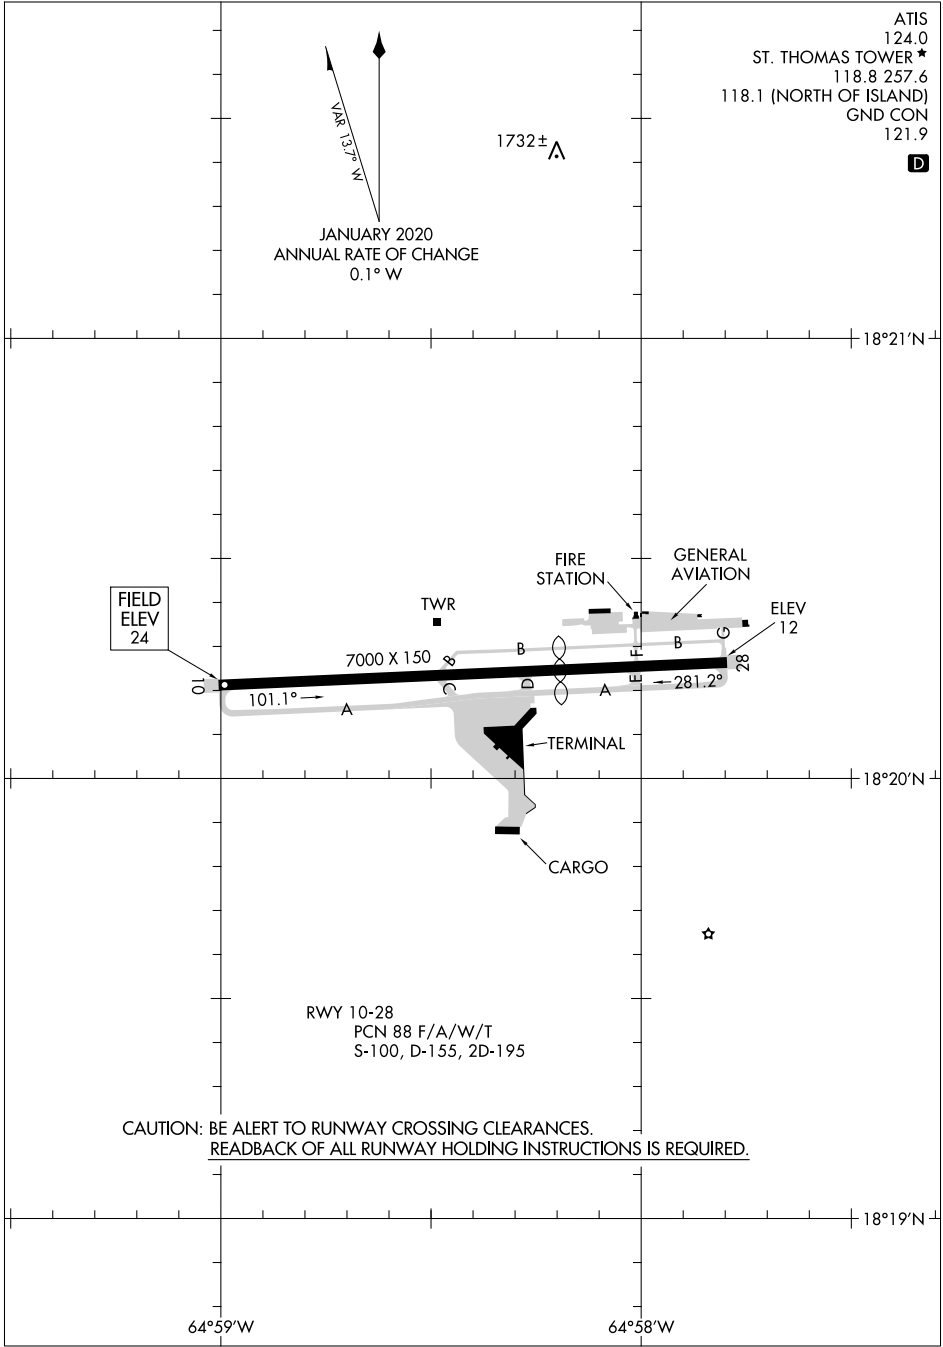 ATIS
124.0
ST. THOMAS TOWER ★
118.8 257.6
118.1 (NORTH OF ISLAND)
GND CON
121.9
D
VAR 13.7° W
1732 ±
JANUARY 2020
ANNUAL RATE OF CHANGE
0.1° W
18°21'N
FIRE
STATION
GENERAL
AVIATION
FIELD
ELEV
24
TWR
ELEV
12
7000 X 150
B
B
F
B
G
28
10
101.1°
C
D
A
E
281.2°
A
TERMINAL
18°20'N
CARGO
RWY 10-28
PCN 88 F/A/W/T
S-100, D-155, 2D-195
CAUTION: BE ALERT TO RUNWAY CROSSING CLEARANCES.
READBACK OF ALL RUNWAY HOLDING INSTRUCTIONS IS REQUIRED.
18°19'N
64°59'W
64°58'W